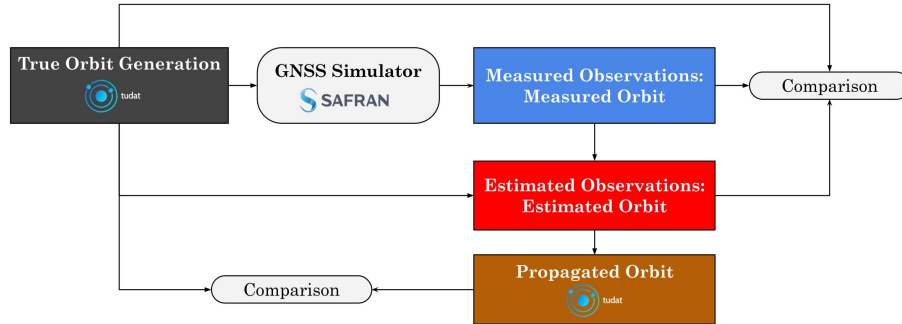 True Orbit Generation
tudat
GNSS Simulator
SAFRAN
Measured Observations:
Measured Orbit
Comparison
Estimated Observations:
Estimated Orbit
Propagated Orbit
tudat
Comparison